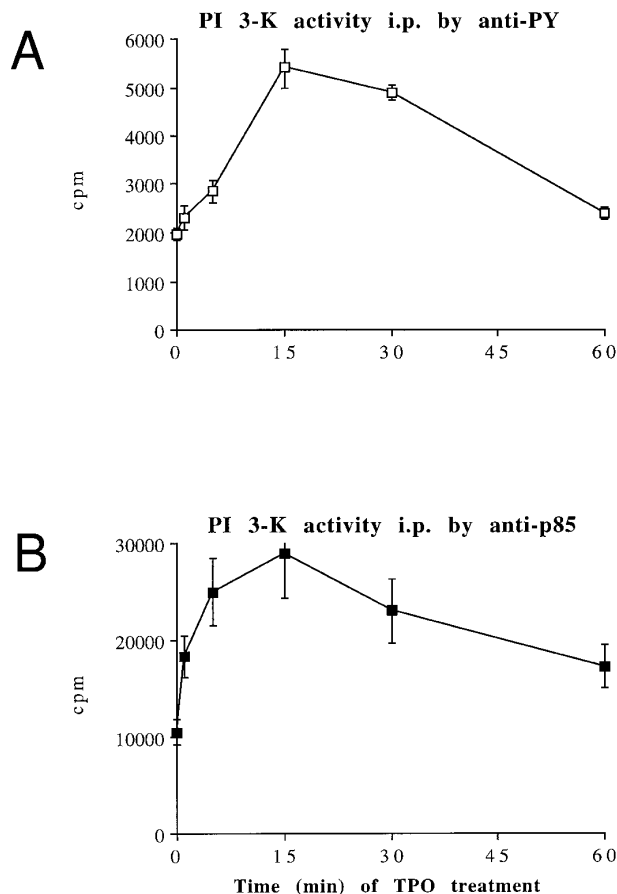 A
PI 3-K activity i.p. by anti-PY
6000
5000
4000
3000
2000
1000
0
cpm
0 15 30 45 60
B
PI 3-K activity i.p. by anti-p85
30000
20000
10000
0
cpm
0 15 30 45 60
Time (min) of TPO treatment